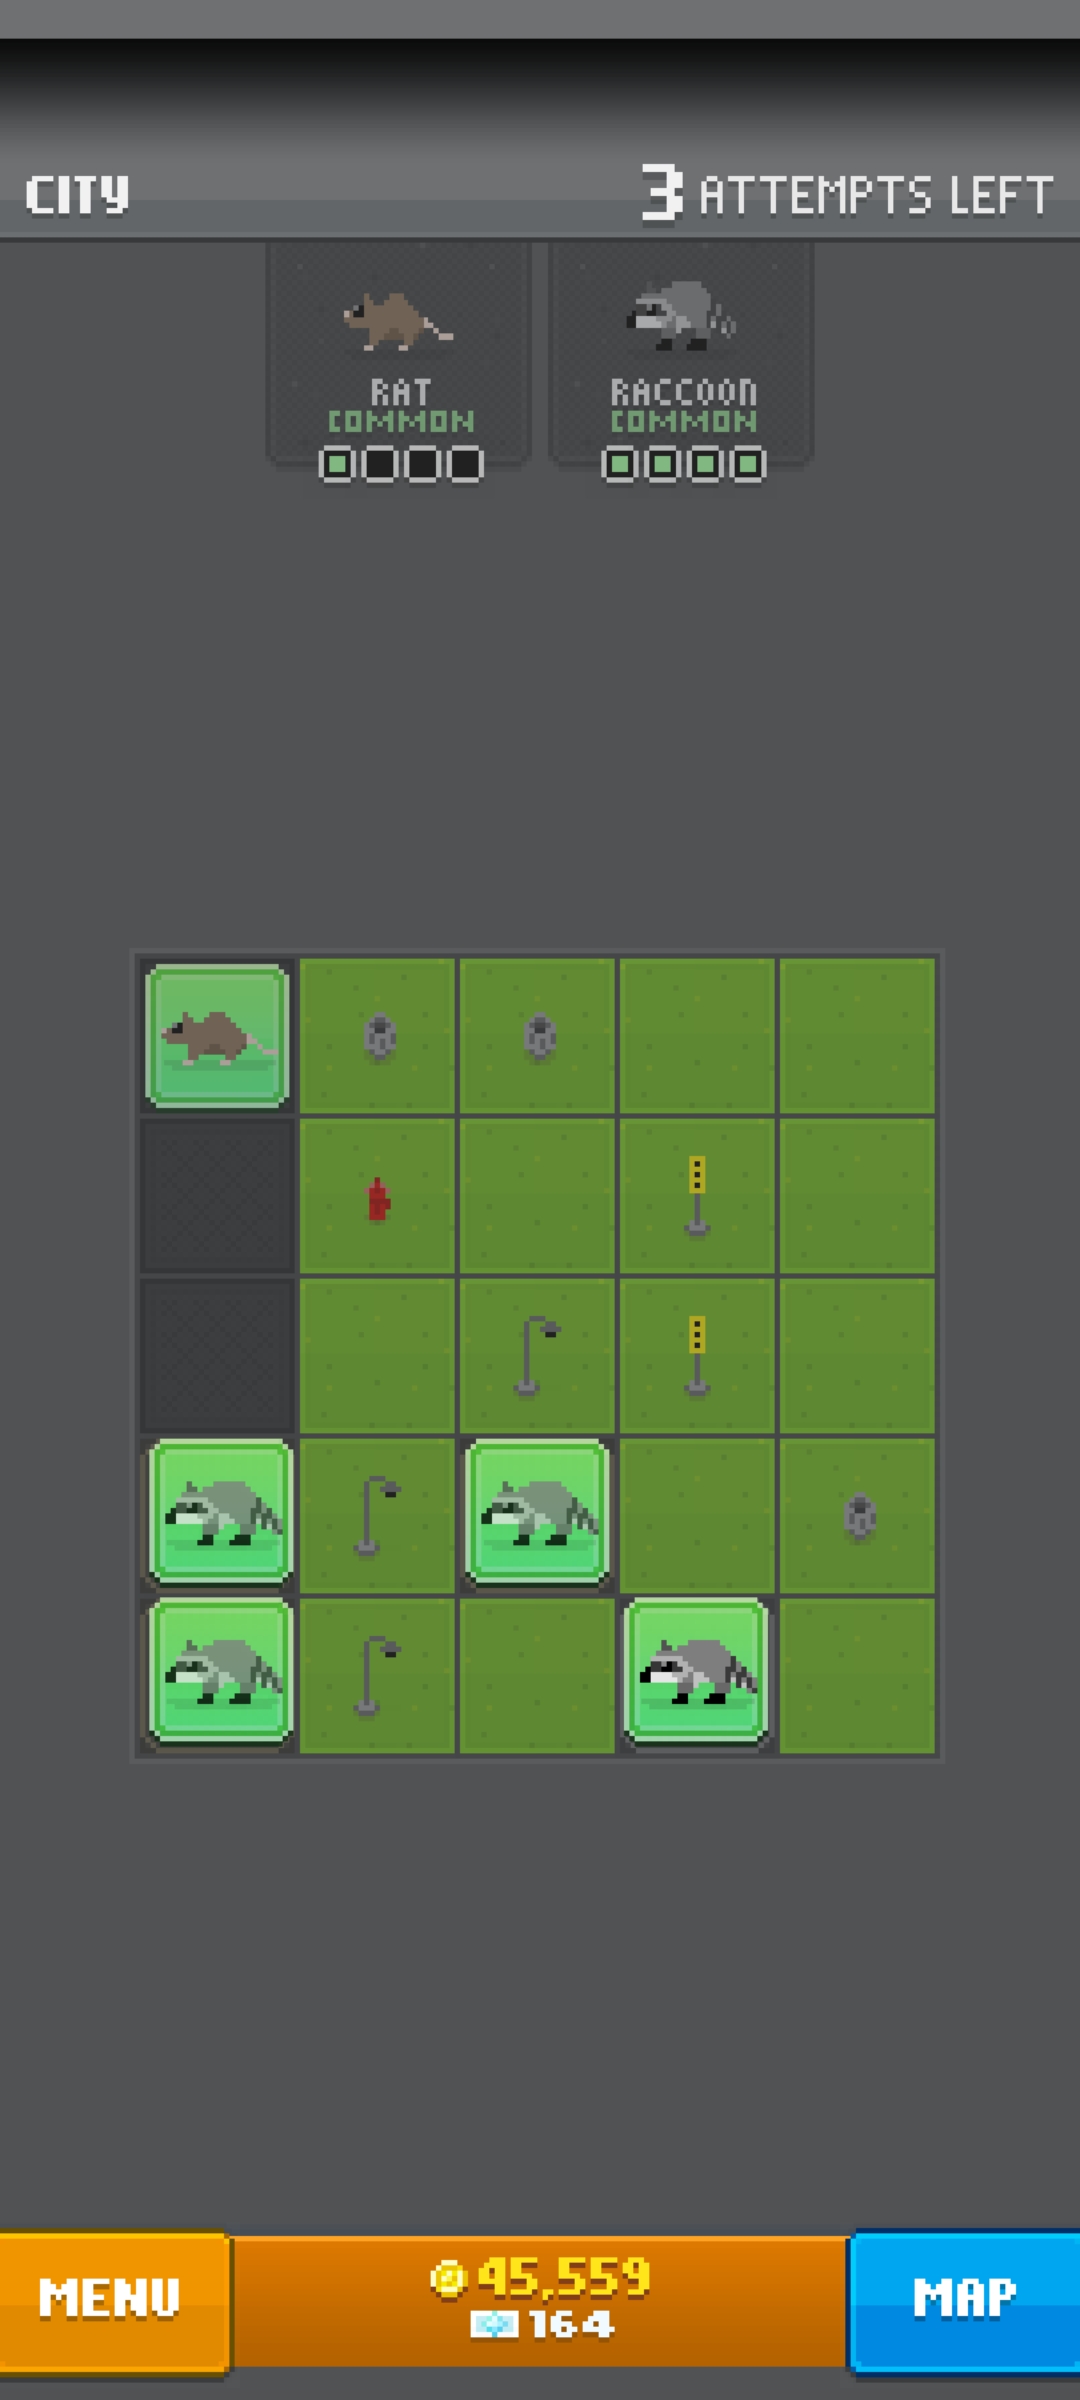 CITY
3 ATTEMPTS LEFT
RAT
COMMON
RACCOON
COMMON
MENU
45,559
164
MAP